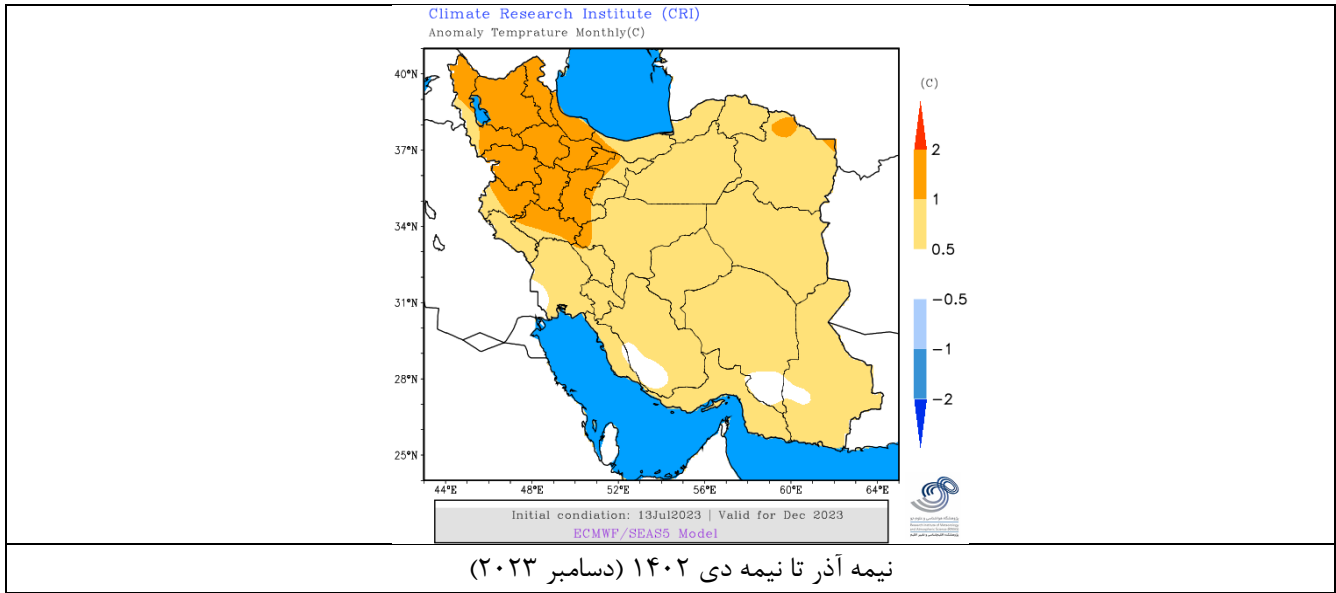 Climate Research Institute (CRI)
Anomaly Temprature Monthly(C)
40°N
37°N
34°N
31°N
28°N
25°N
44°E 48°E 52°E 56°E 60°E 64°E
(C)
2
1
0.5
−0.5
−1
−2
Initial condiation: 13Jul2023 | Valid for Dec 2023
ECMWF/SEAS5 Model
نیمه آذر تا نیمه دی ۱۴۰۲ (دسامبر ۲۰۲۳)